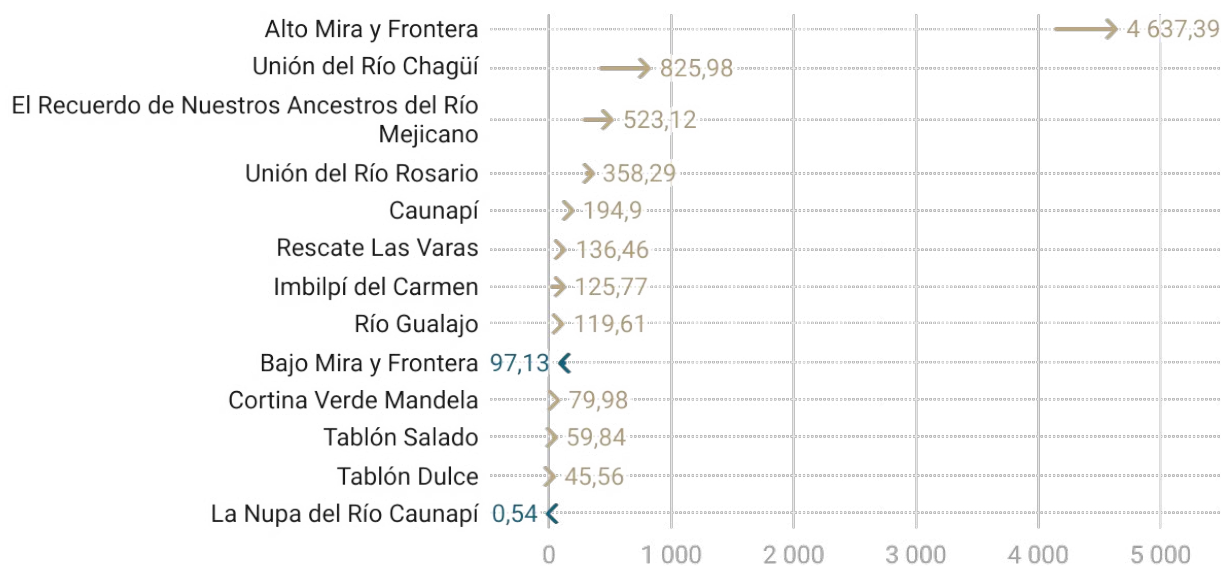 Alto Mira y Frontera 4 637,39
Unión del Río Chagüí 825,98
El Recuerdo de Nuestros Ancestros del Río
Mejicano 523,12
Unión del Río Rosario 358,29
Caunapí 194,9
Rescate Las Varas 136,46
Imbilpí del Carmen 125,77
Río Gualajo 119,61
Bajo Mira y Frontera 97,13
Cortina Verde Mandela 79,98
Tablón Salado 59,84
Tablón Dulce 45,56
La Nupa del Río Caunapí 0,54
0 1 000 2 000 3 000 4 000 5 000